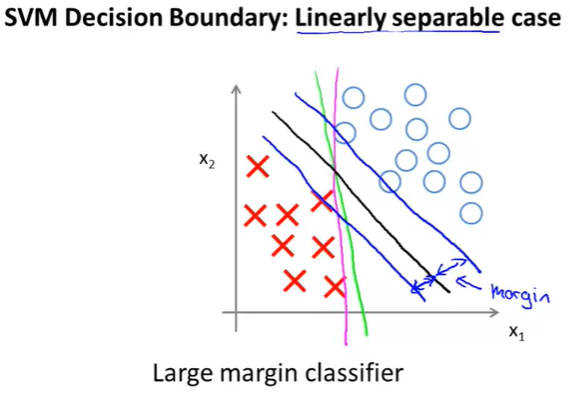 SVM Decision Boundary: Linearly separable case
x2
margin
x1
Large margin classifier